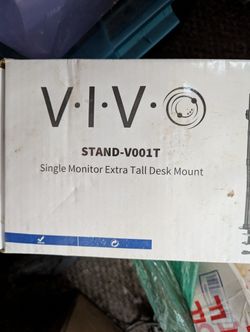 V·I·V·O
STAND-V001T
Single Monitor Extra Tall Desk Mount